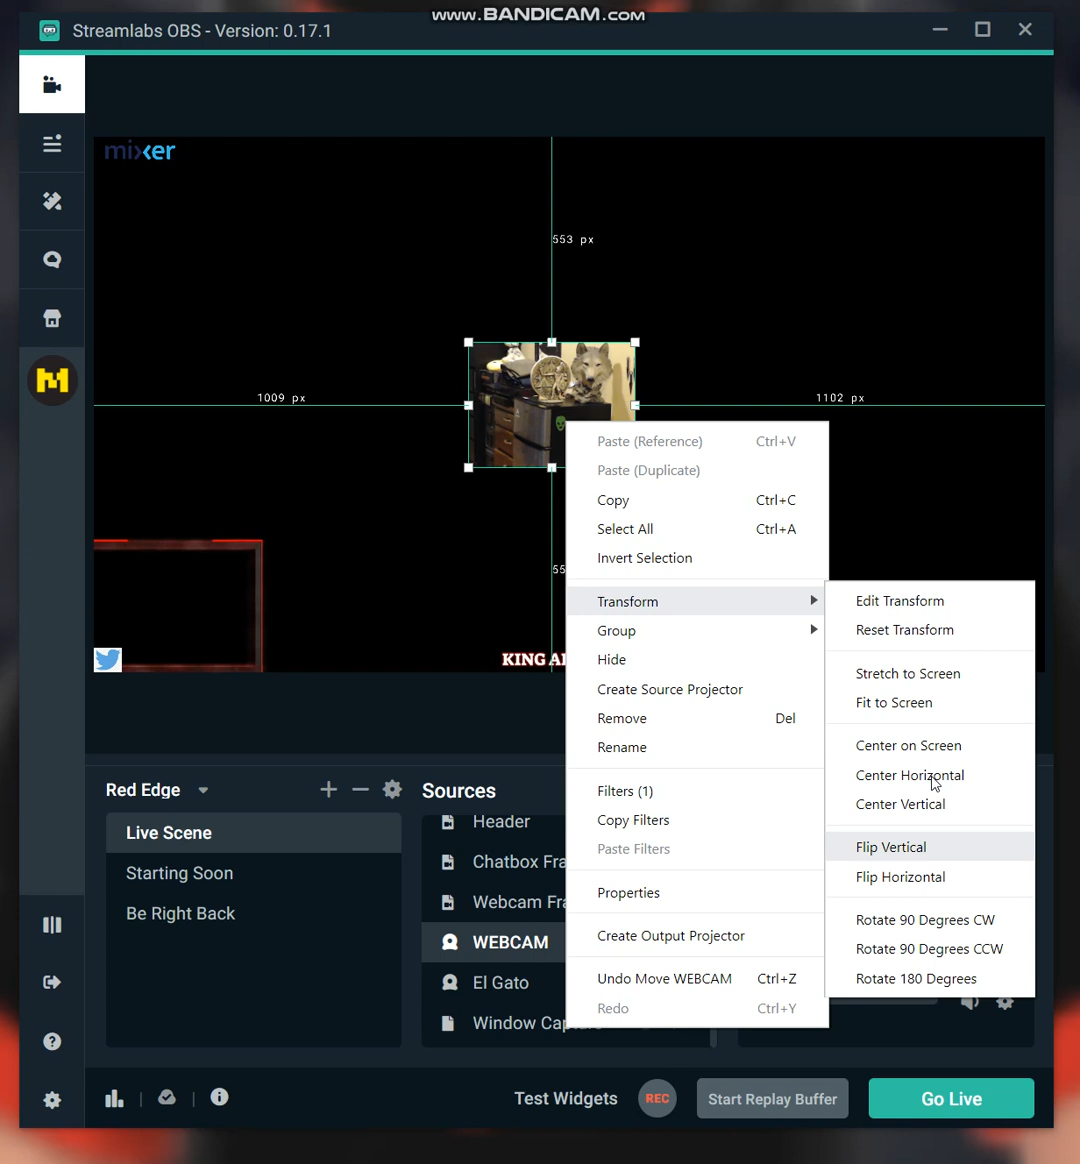 www.BANDICAM.com
Streamlabs OBS - Version: 0.17.1
mixer
553 px
1009 px
1102 px
55
KING A
Paste (Reference) Ctrl+V
Paste (Duplicate)
Copy Ctrl+C
Select All Ctrl+A
Invert Selection
Transform
Group
Hide
Create Source Projector
Remove Del
Rename
Filters (1)
Copy Filters
Paste Filters
Properties
Create Output Projector
Undo Move WEBCAM Ctrl+Z
Redo Ctrl+Y
Edit Transform
Reset Transform
Stretch to Screen
Fit to Screen
Center on Screen
Center Horizontal
Center Vertical
Flip Vertical
Flip Horizontal
Rotate 90 Degrees CW
Rotate 90 Degrees CCW
Rotate 180 Degrees
Red Edge
Live Scene
Starting Soon
Be Right Back
Sources
Header
Chatbox Fra
Webcam Fra
WEBCAM
El Gato
Window Captu
Test Widgets
REC
Start Replay Buffer
Go Live